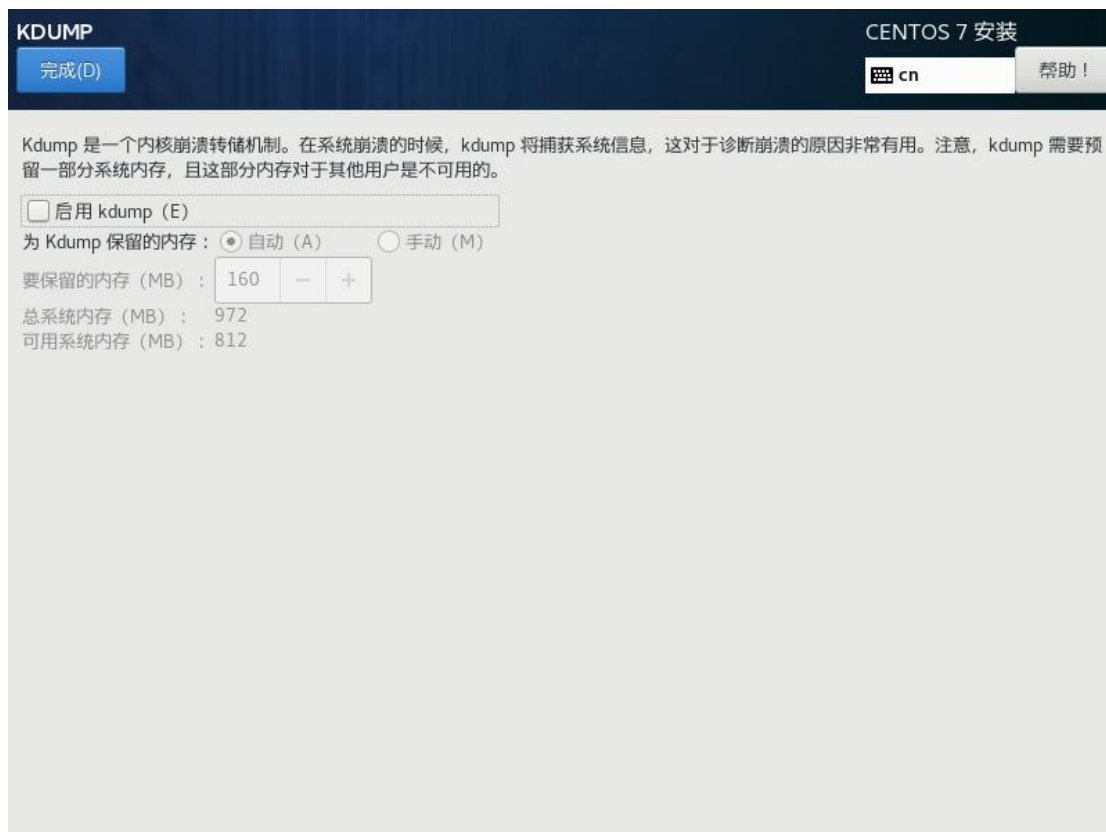 KDUMP
CENTOS 7 安装
完成(D)
cn
帮助！
Kdump 是一个内核崩溃转储机制。在系统崩溃的时候，kdump 将捕获系统信息，这对于诊断崩溃的原因非常有用。注意，kdump 需要预
留一部分系统内存，且这部分内存对于其他用户是不可用的。
启用 kdump（E）
为 Kdump 保留的内存： 自动（A） 手动（M）
要保留的内存（MB）： 160 − +
总系统内存（MB）： 972
可用系统内存（MB）： 812